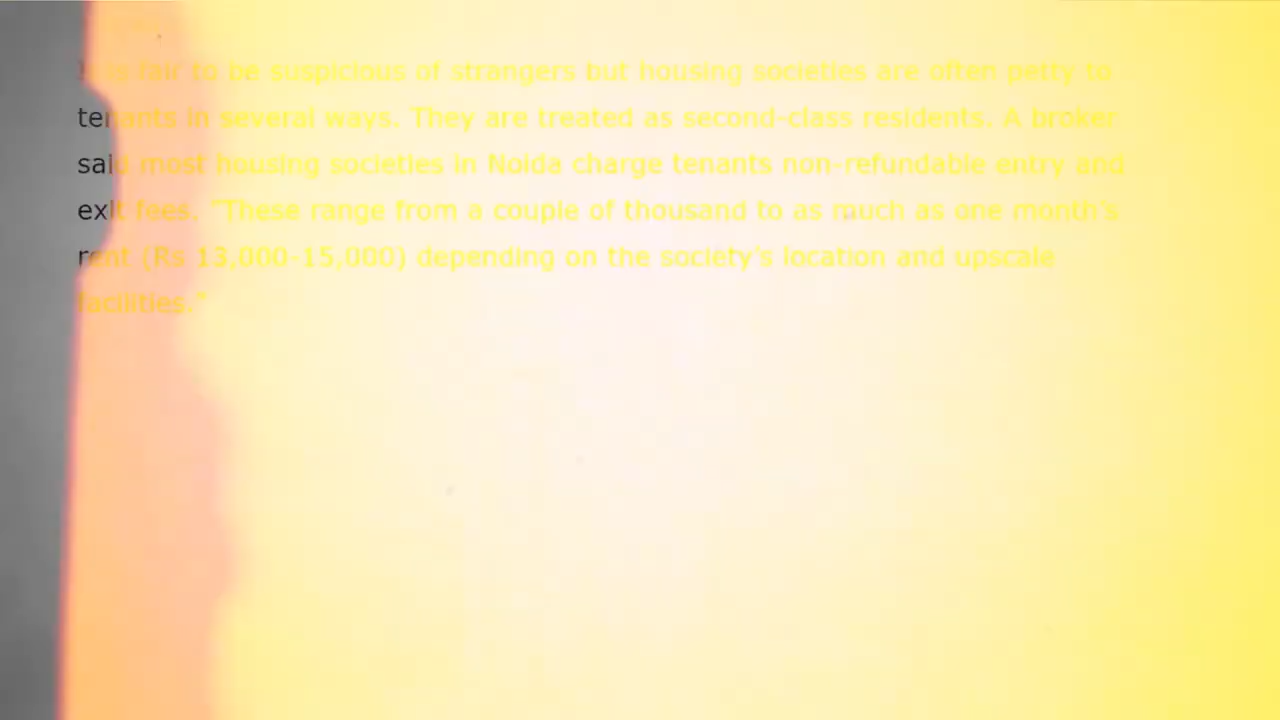 It is fair to be suspicious of strangers but housing societies are often petty to
tenants in several ways. They are treated as second-class residents. A broker
said most housing societies in Noida charge tenants non-refundable entry and
exit fees. "These range from a couple of thousand to as much as one month's
rent (Rs 13,000-15,000) depending on the society's location and upscale
facilities."